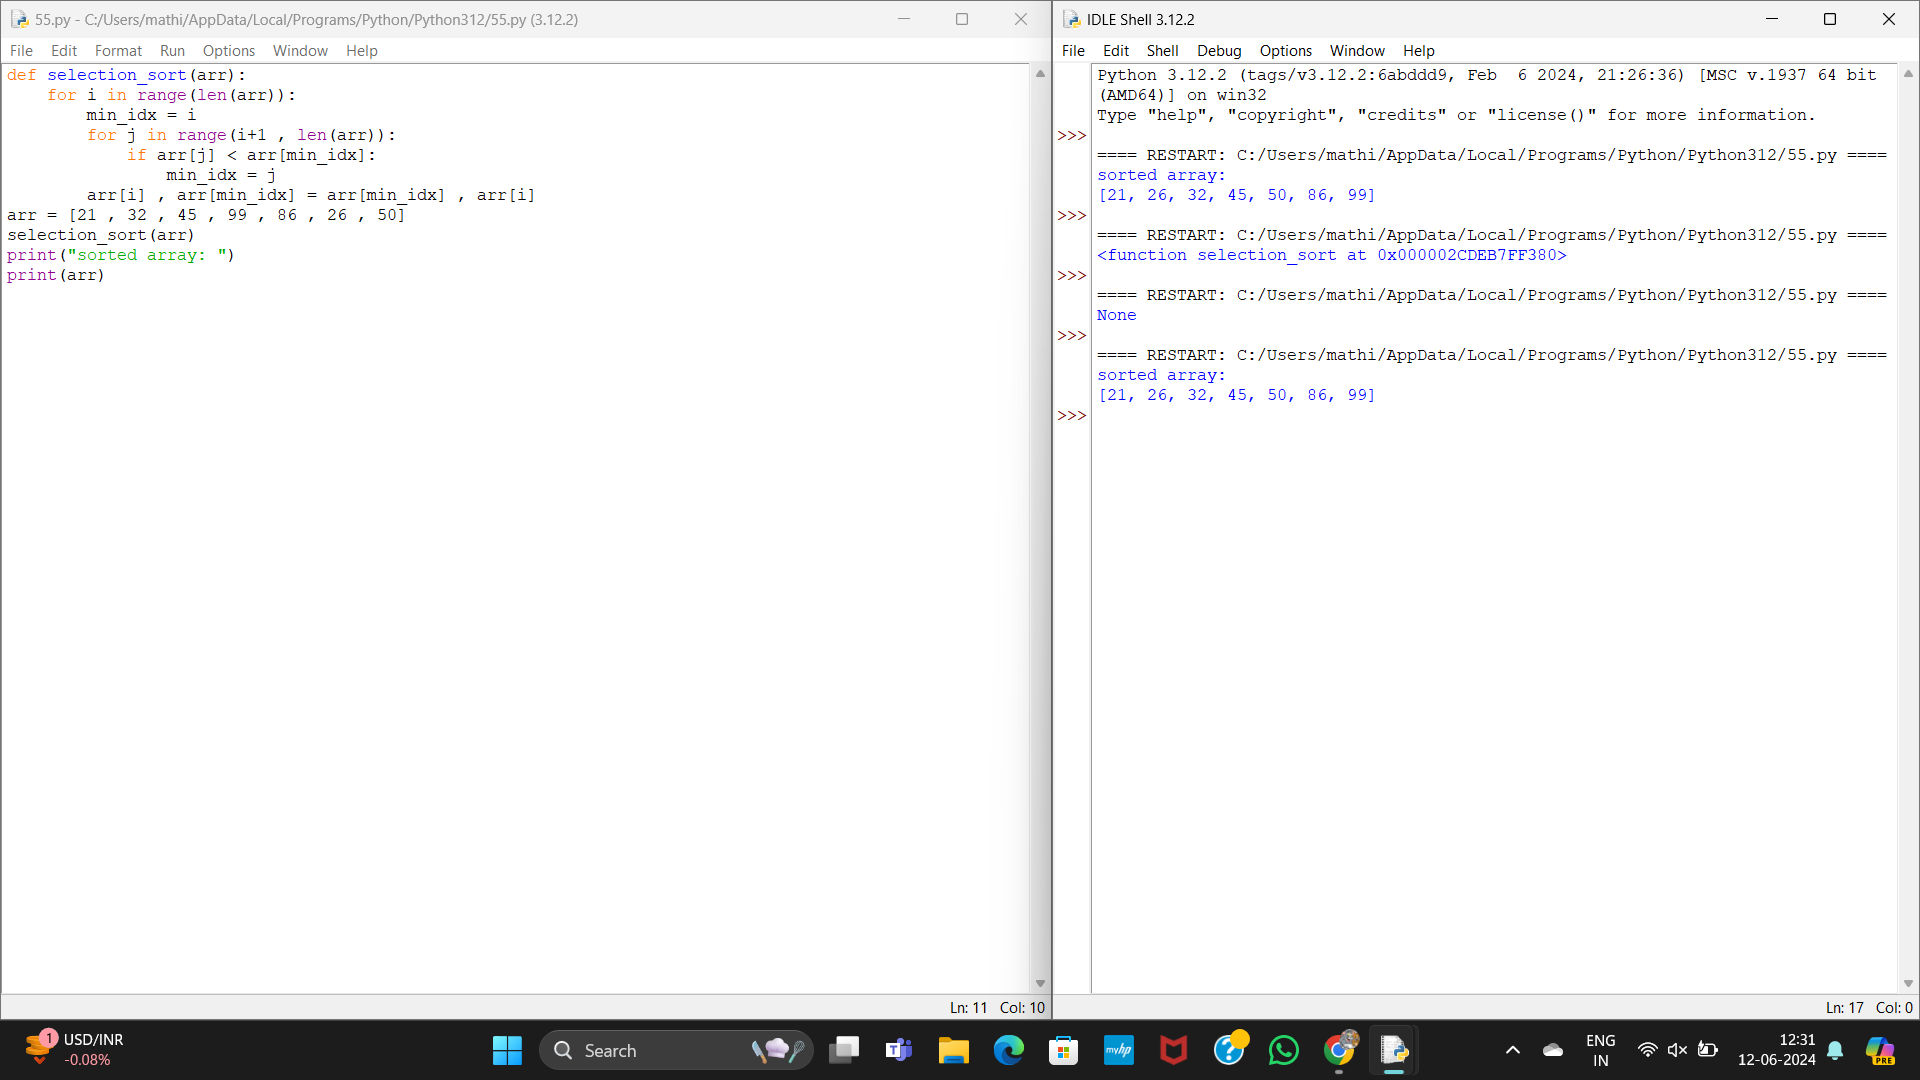 55.py - C:/Users/mathi/AppData/Local/Programs/Python/Python312/55.py (3.12.2)
File Edit Format Run Options Window Help
def selection_sort(arr):
    for i in range(len(arr)):
        min_idx = i
        for j in range(i+1 , len(arr)):
            if arr[j] < arr[min_idx]:
                min_idx = j
        arr[i] , arr[min_idx] = arr[min_idx] , arr[i]
arr = [21 , 32 , 45 , 99 , 86 , 26 , 50]
selection_sort(arr)
print("sorted array: ")
print(arr)
Ln: 11 Col: 10
IDLE Shell 3.12.2
File Edit Shell Debug Options Window Help
Python 3.12.2 (tags/v3.12.2:6abddd9, Feb  6 2024, 21:26:36) [MSC v.1937 64 bit
(AMD64)] on win32
Type "help", "copyright", "credits" or "license()" for more information.
>>>
==== RESTART: C:/Users/mathi/AppData/Local/Programs/Python/Python312/55.py ====
sorted array:
[21, 26, 32, 45, 50, 86, 99]
>>>
==== RESTART: C:/Users/mathi/AppData/Local/Programs/Python/Python312/55.py ====
<function selection_sort at 0x000002CDEB7FF380>
>>>
==== RESTART: C:/Users/mathi/AppData/Local/Programs/Python/Python312/55.py ====
None
>>>
==== RESTART: C:/Users/mathi/AppData/Local/Programs/Python/Python312/55.py ====
sorted array:
[21, 26, 32, 45, 50, 86, 99]
>>>
Ln: 17 Col: 0
1
USD/INR
-0.08%
Search
myhp
ENG
IN
12:31
12-06-2024
PRE